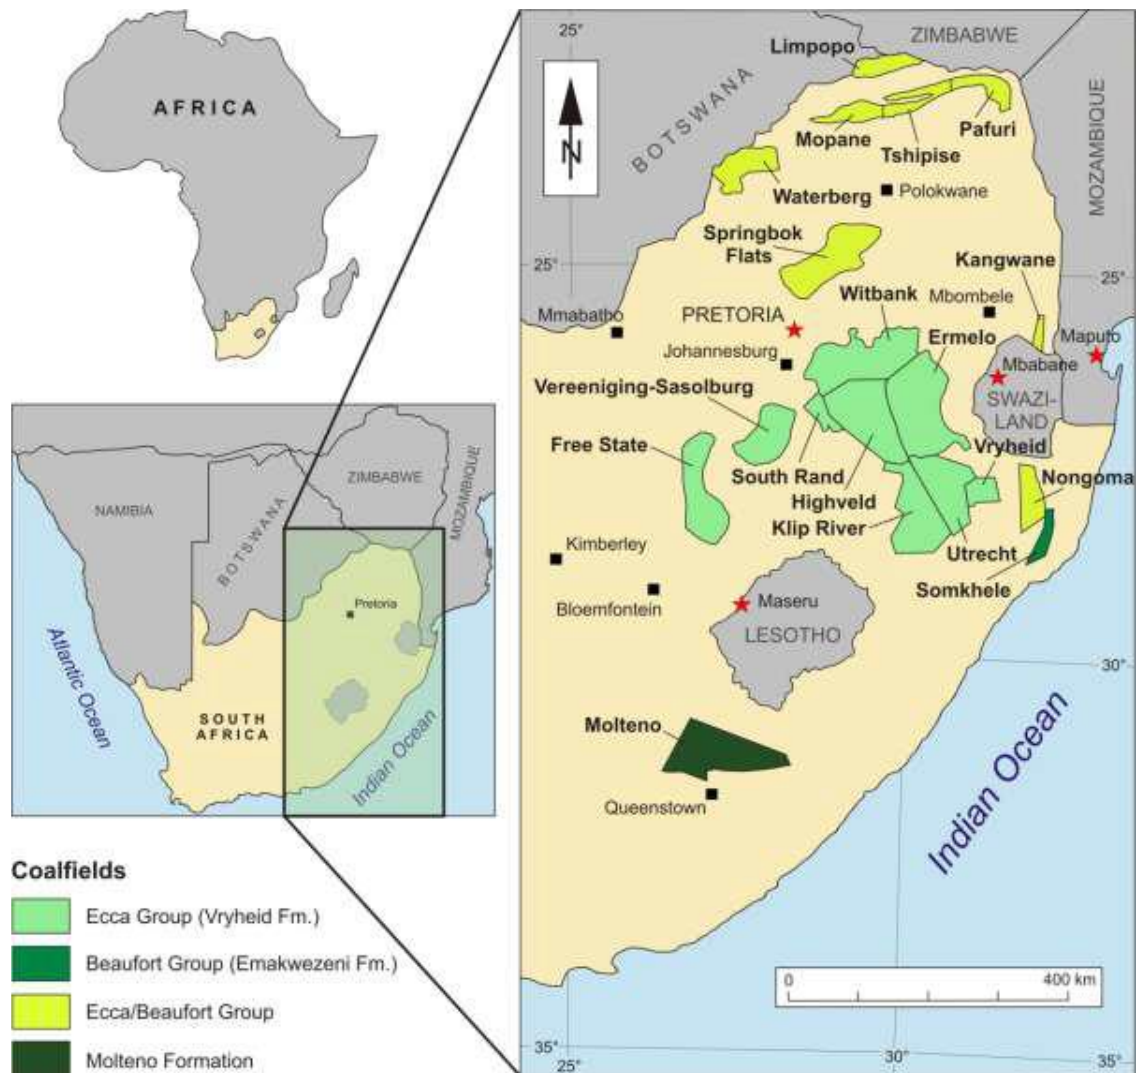 AFRICA
NAMIBIA
BOTSWANA
ZIMBABWE
MOZAMBIQUE
Pretoria
SOUTH
AFRICA
Atlantic Ocean
Indian Ocean
Coalfields
Ecca Group (Vryheid Fm.)
Beaufort Group (Emakwezeni Fm.)
Ecca/Beaufort Group
Molteno Formation
25°
ZIMBABWE
Limpopo
BOTSWANA
MOZAMBIQUE
N
Mopane
Tshipise
Pafuri
Waterberg
Polokwane
Springbok
Flats
25°
25°
Kangwane
Witbank
Mbombele
Mmabatho
PRETORIA
Ermelo
Maputo
Johannesburg
Mbabane
Vereeniging-Sasolburg
SWAZI-
LAND
Free State
Vryheid
South Rand
Nongoma
Highveld
Klip River
Kimberley
Utrecht
Somkhele
Bloemfontein
Maseru
LESOTHO
30°
Molteno
Queenstown
Indian Ocean
0
400 km
35°
25°
30°
35°